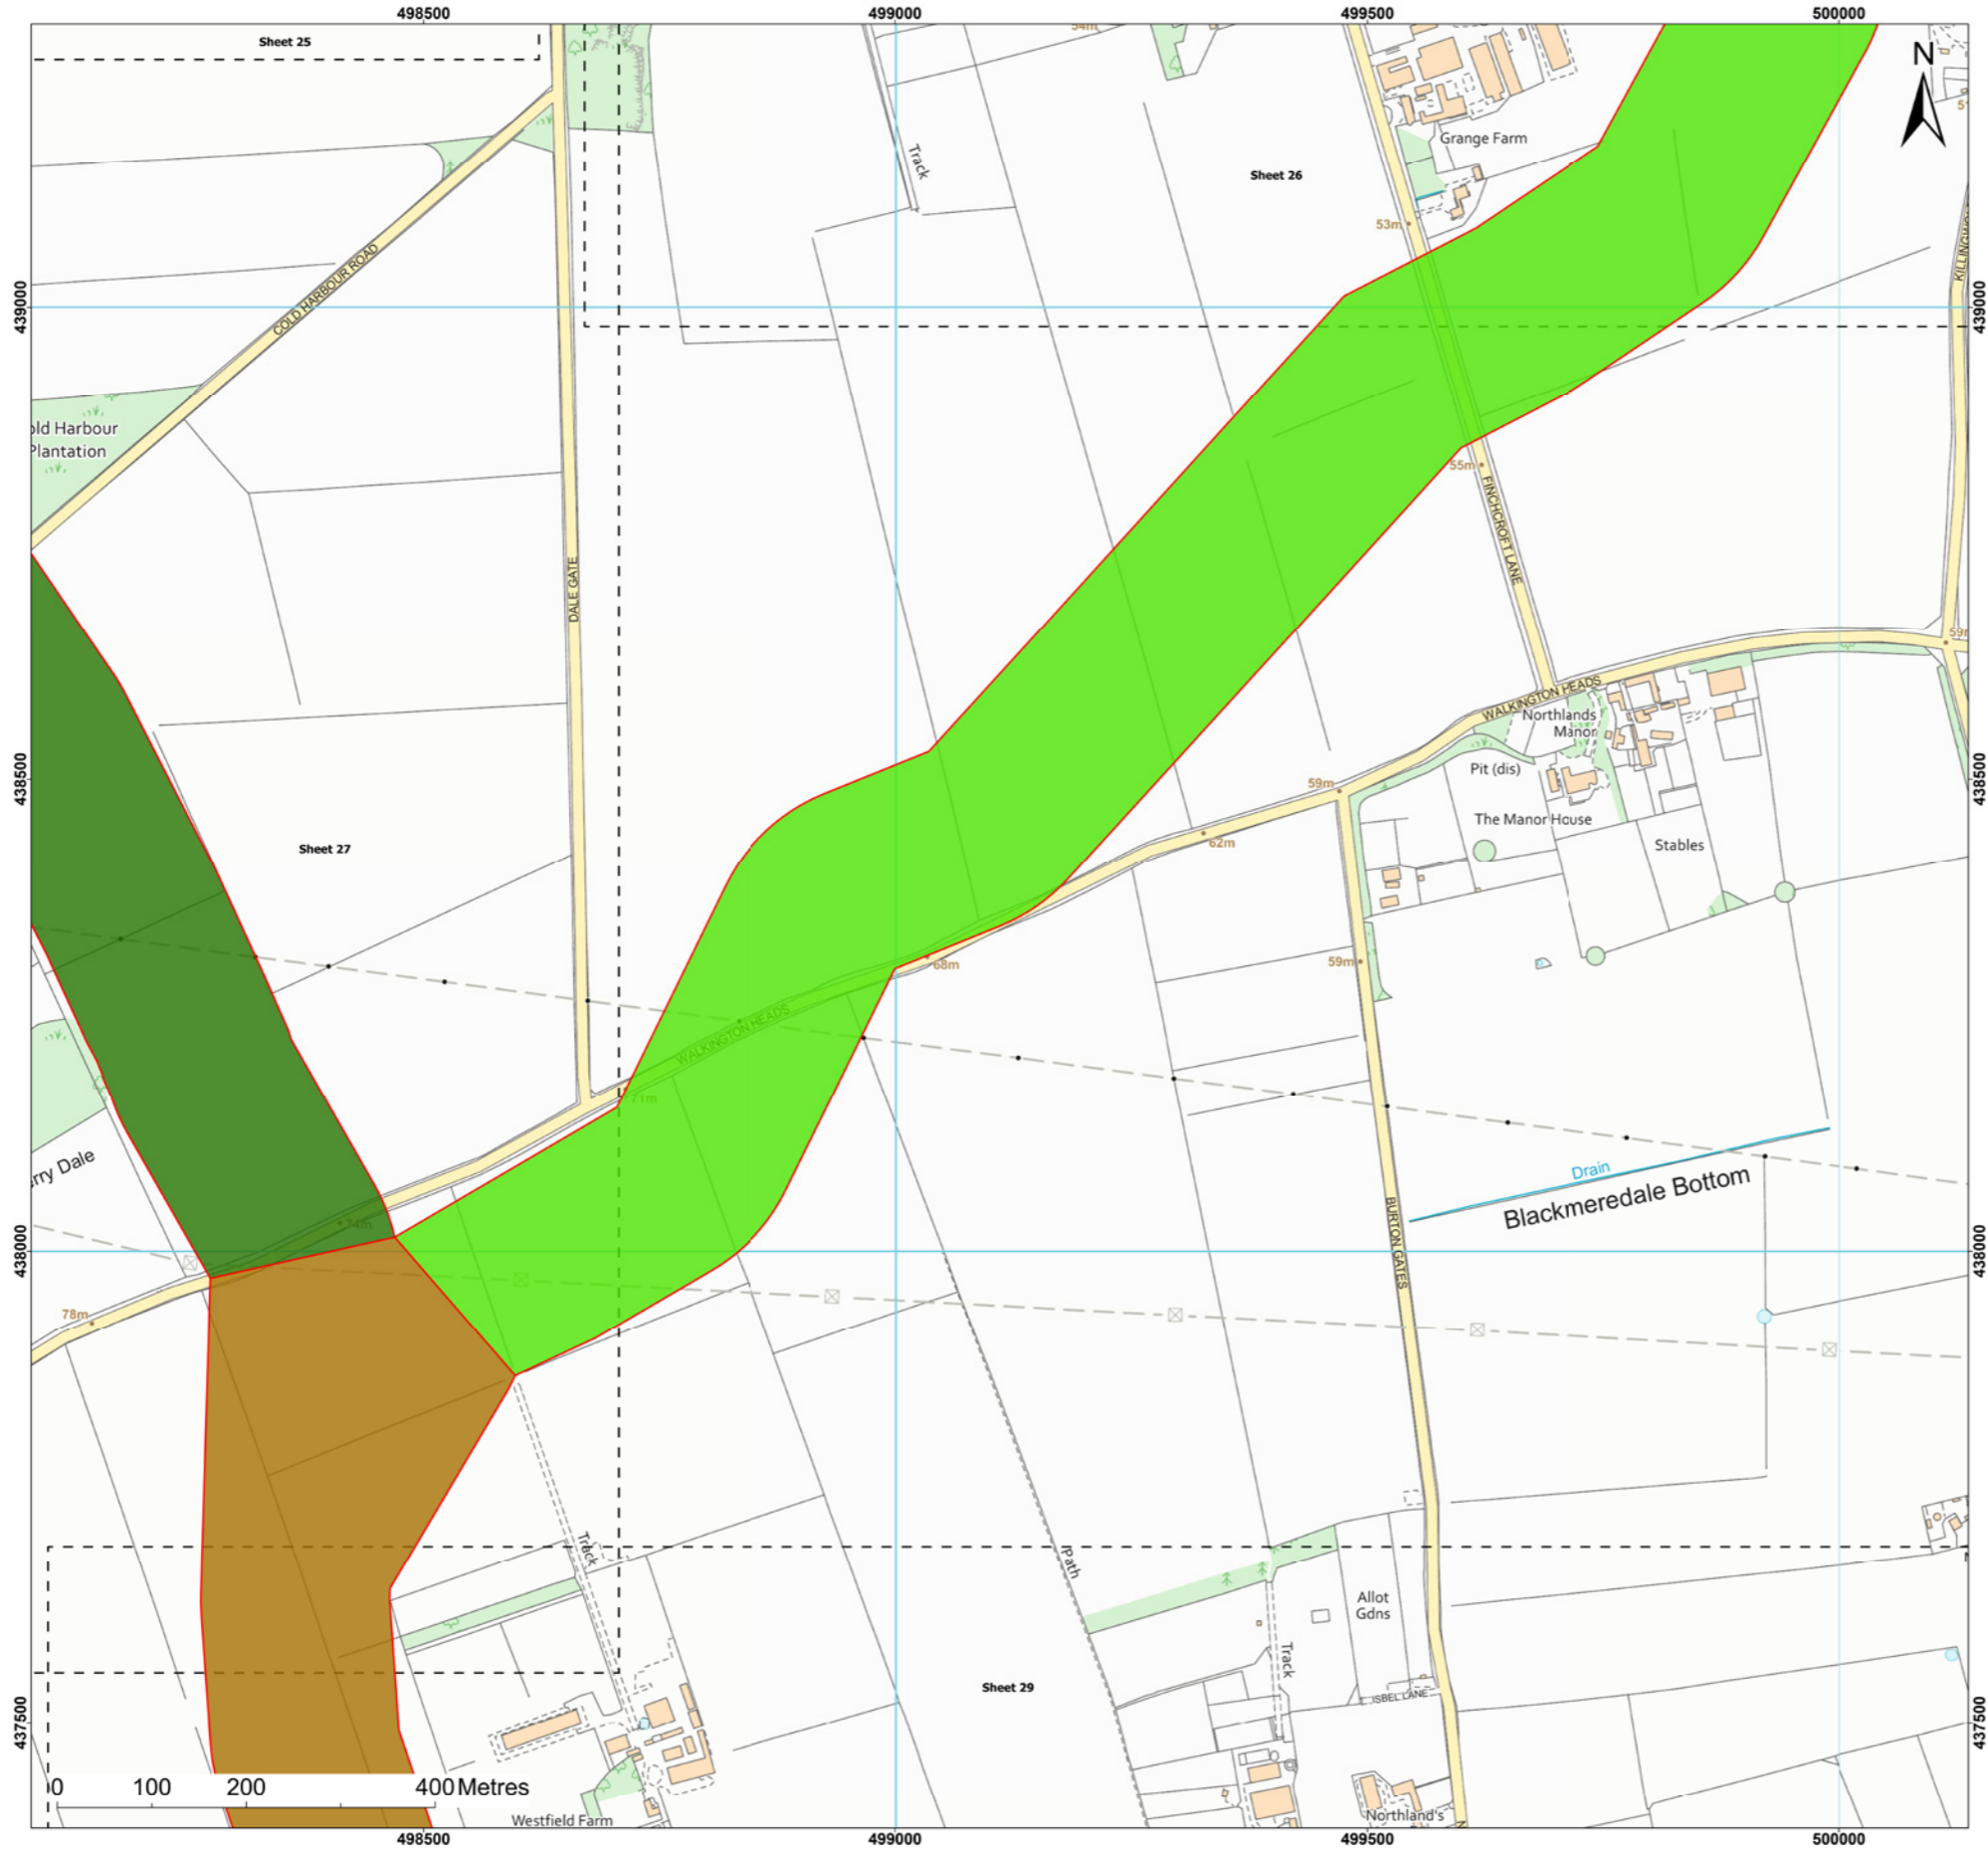 498500
499000
499500
500000
Sheet 25
54m
N
Grange Farm
Track
Sheet 26
53m
COLD HARBOUR ROAD
KILLINGWO
439000
439000
old Harbour
Plantation
55m
FINCHCROFT LANE
DALE GATE
59m
WALKINGTON HEADS
Northlands
Manor
Pit (dis)
438500
438500
59m
The Manor House
62m
Stables
Sheet 27
68m
59m
WALKINGTON HEADS
71m
rry Dale
Drain
Blackmeredale Bottom
74m
BURTON GATES
438000
438000
78m
Track
Path
Allot
Gdns
Track
Sheet 29
ISBEL LANE
437500
437500
0 100 200 400 Metres
Westfield Farm
Northland's
N
498500
499000
499500
500000